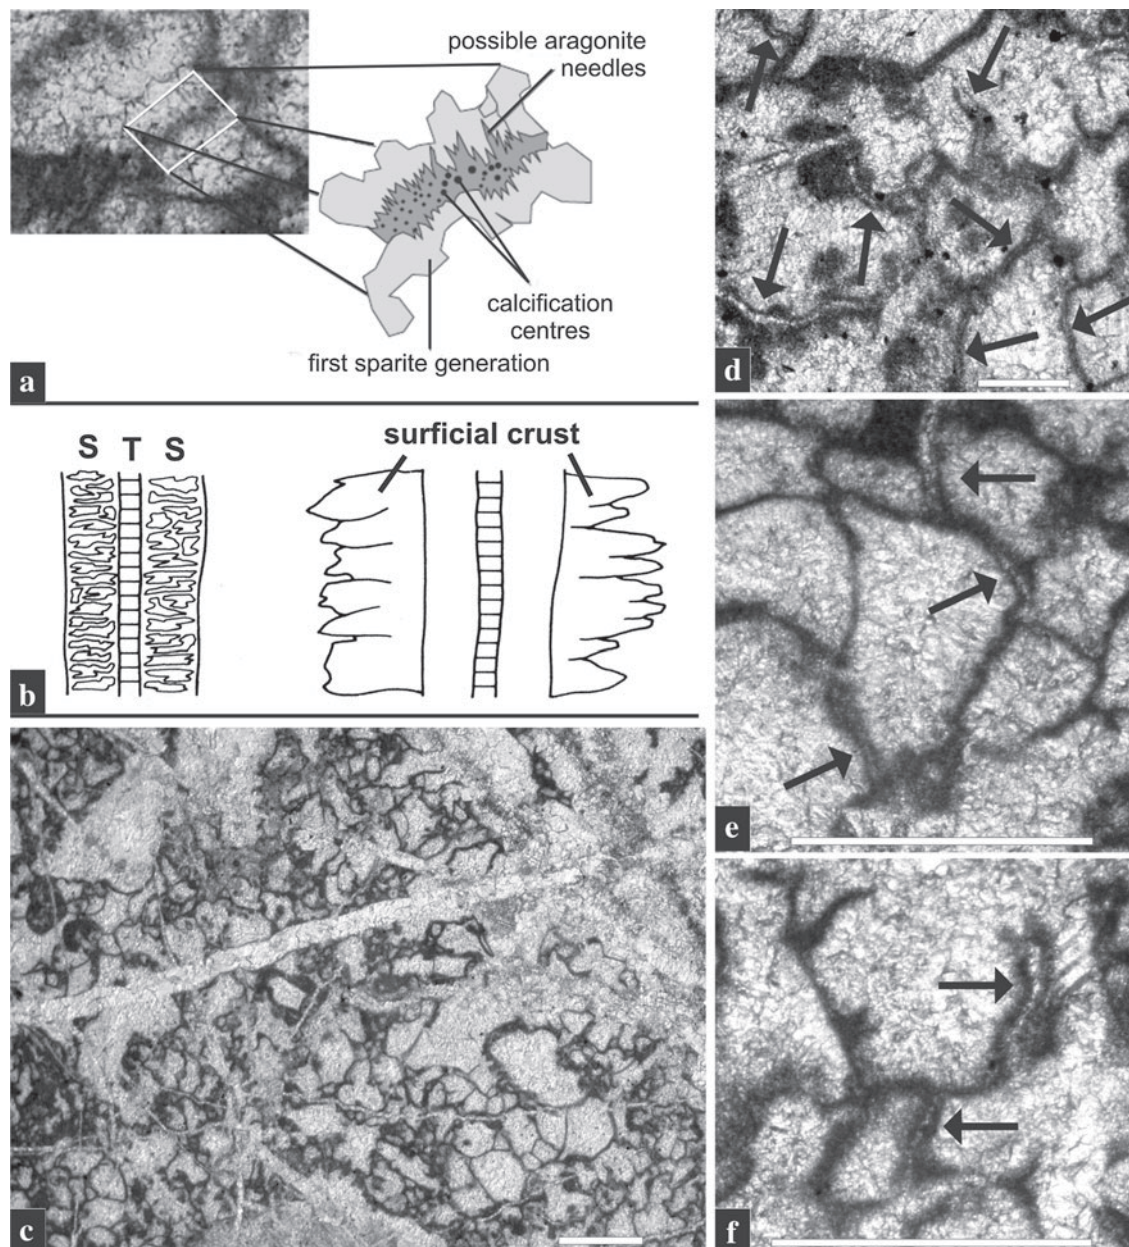 possible aragonite
needles
calcification
centres
first sparite generation
a
S T S
surficial crust
b
c
d
e
f